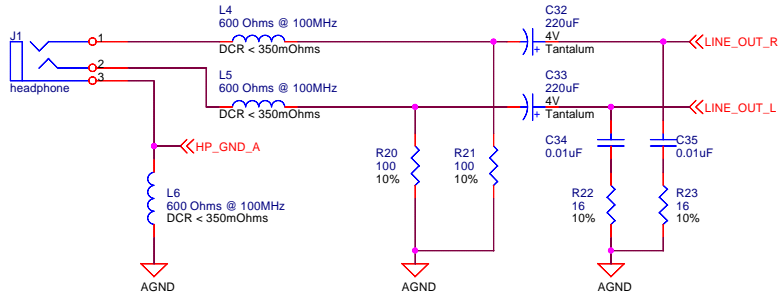 L4
600 Ohms @ 100MHz
DCR < 350mOhms
C32
220uF
4V
+
Tantalum
LINE_OUT_R
J1
1
2
3
headphone
L5
600 Ohms @ 100MHz
DCR < 350mOhms
C33
220uF
4V
+
Tantalum
LINE_OUT_L
HP_GND_A
R20
100
10%
R21
100
10%
C34
0.01uF
C35
0.01uF
L6
600 Ohms @ 100MHz
DCR < 350mOhms
R22
16
10%
R23
16
10%
AGND
AGND
AGND